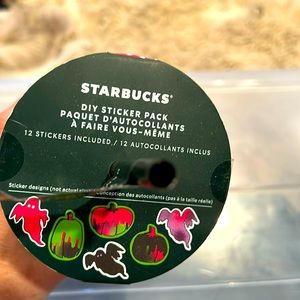 STARBUCKS®
DIY STICKER PACK
PAQUET D'AUTOCOLLANTS
À FAIRE VOUS-MÊME
12 STICKERS INCLUDED / 12 AUTOCOLLANTS INCLUS
Sticker designs (not actual conception des autocollants (pas à la taille réelle)